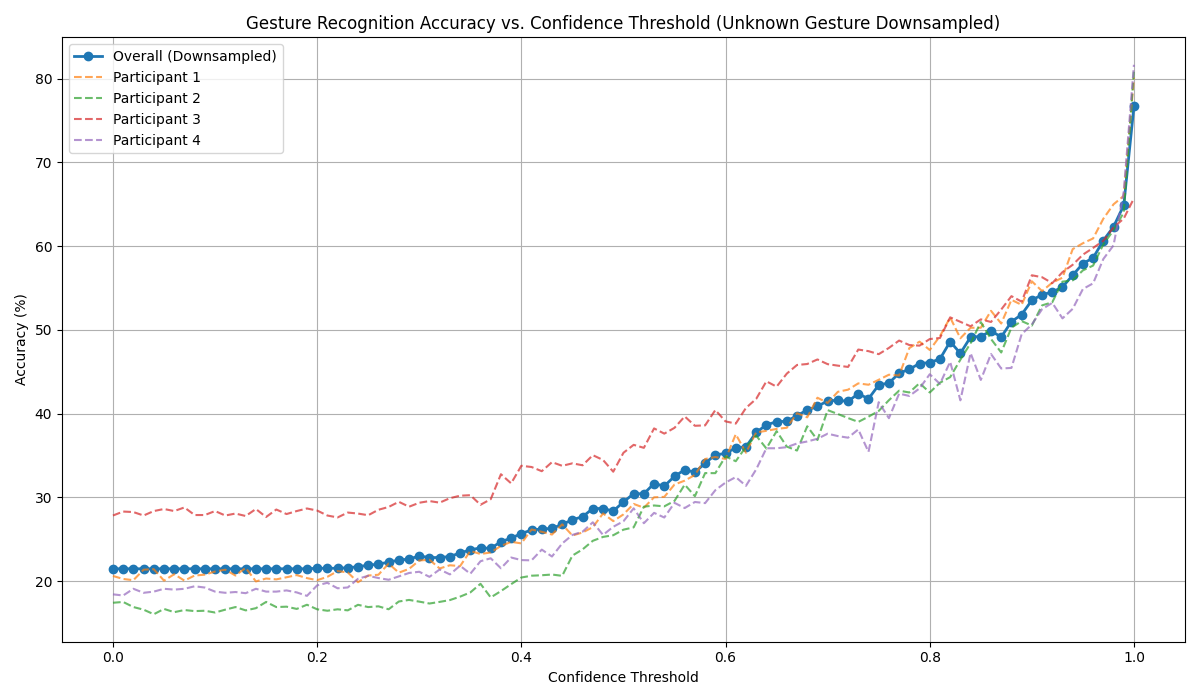 Gesture Recognition Accuracy vs. Confidence Threshold (Unknown Gesture Downsampled)
Overall (Downsampled)
Participant 1
Participant 2
Participant 3
Participant 4
Accuracy (%)
80
70
60
50
40
30
20
0.0 0.2 0.4 0.6 0.8 1.0
Confidence Threshold